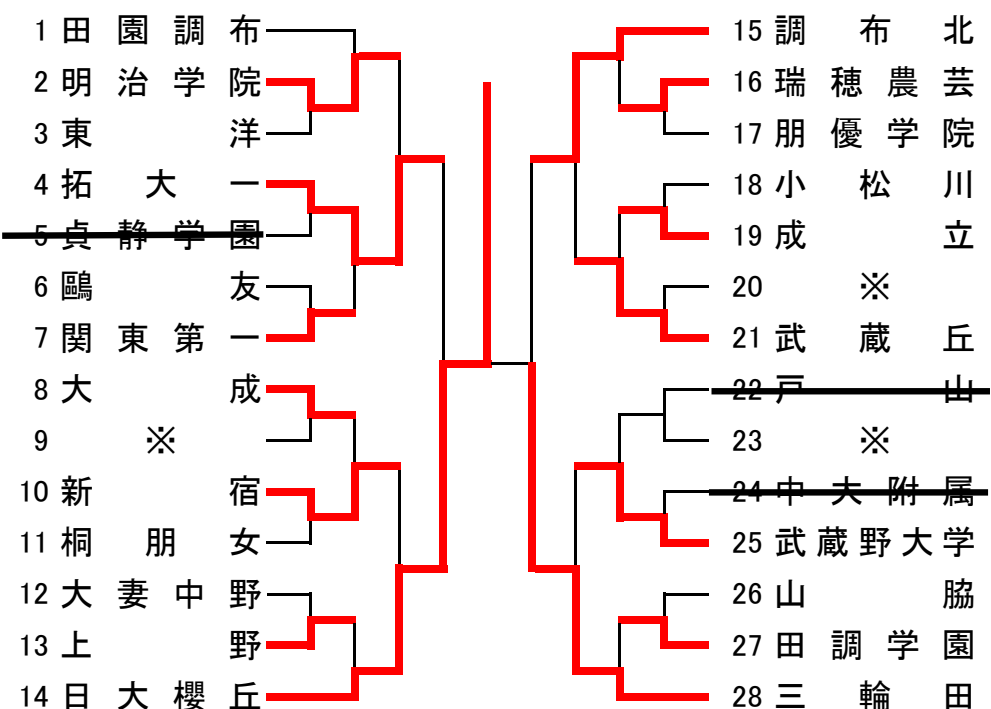 1 田園調布
2 明治学院
3 東洋
4 拓大一
5 貞静学園
6 鷗友
7 関東第一
8 大成
9 ※
10 新宿
11 桐朋女
12 大妻中野
13 上野
14 日大櫻丘
15 調布北
16 瑞穂農芸
17 朋優学院
18 小松川
19 成立
20 ※
21 武蔵丘
22 戸山
23 ※
24 中大附属
25 武蔵野大学
26 山脇
27 田調学園
28 三輪田